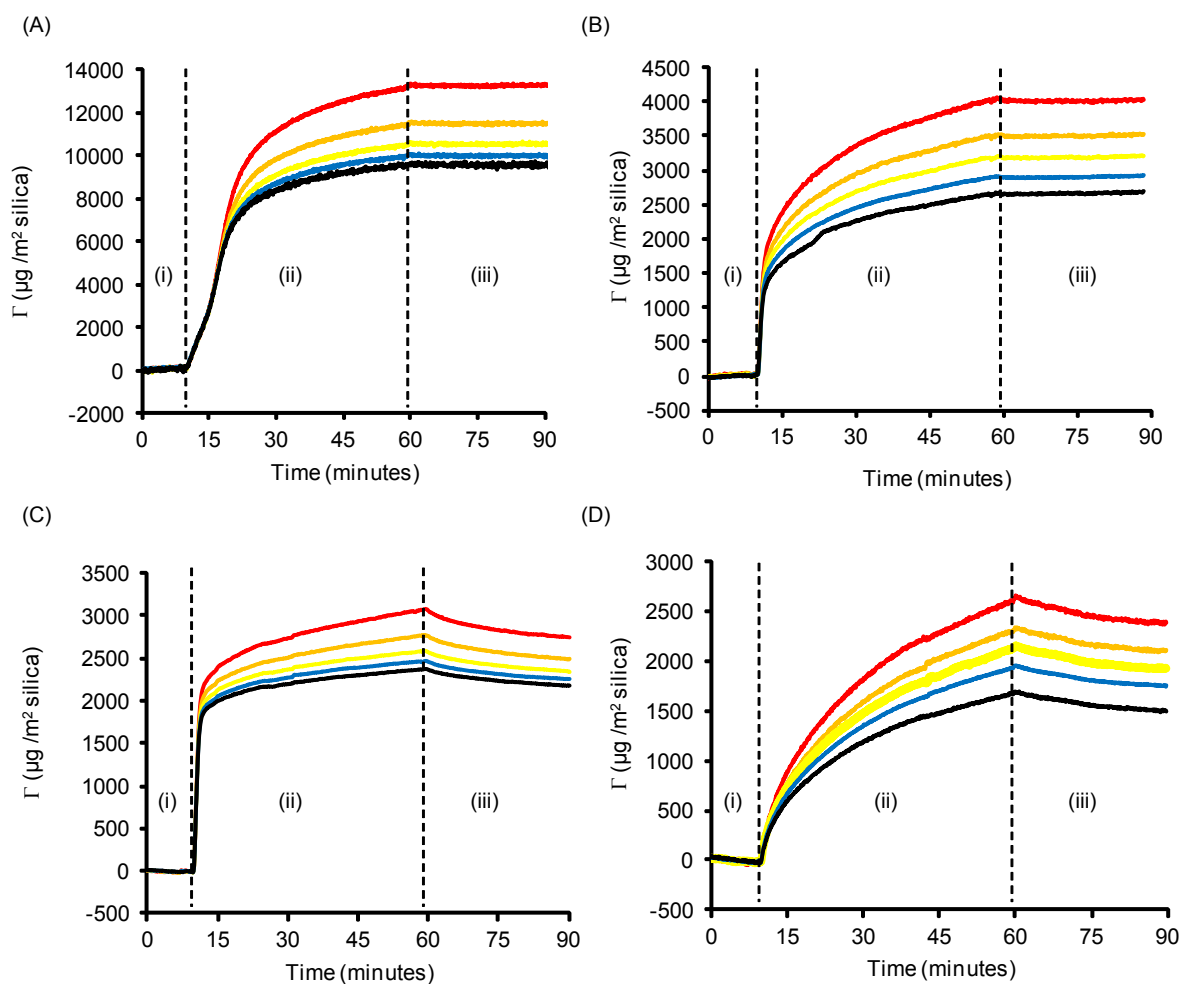 (A)
14000
12000
10000
8000
6000
4000
2000
0
-2000
Γ (µg /m² silica)
(i)
(ii)
(iii)
0 15 30 45 60 75 90
Time (minutes)
(B)
4500
4000
3500
3000
2500
2000
1500
1000
500
0
-500
Γ (µg /m² silica)
(i)
(ii)
(iii)
0 15 30 45 60 75 90
Time (minutes)
(C)
3500
3000
2500
2000
1500
1000
500
0
-500
Γ (µg /m² silica)
(i)
(ii)
(iii)
0 15 30 45 60 75 90
Time (minutes)
(D)
3000
2500
2000
1500
1000
500
0
-500
Γ (µg /m² silica)
(i)
(ii)
(iii)
0 15 30 45 60 75 90
Time (minutes)